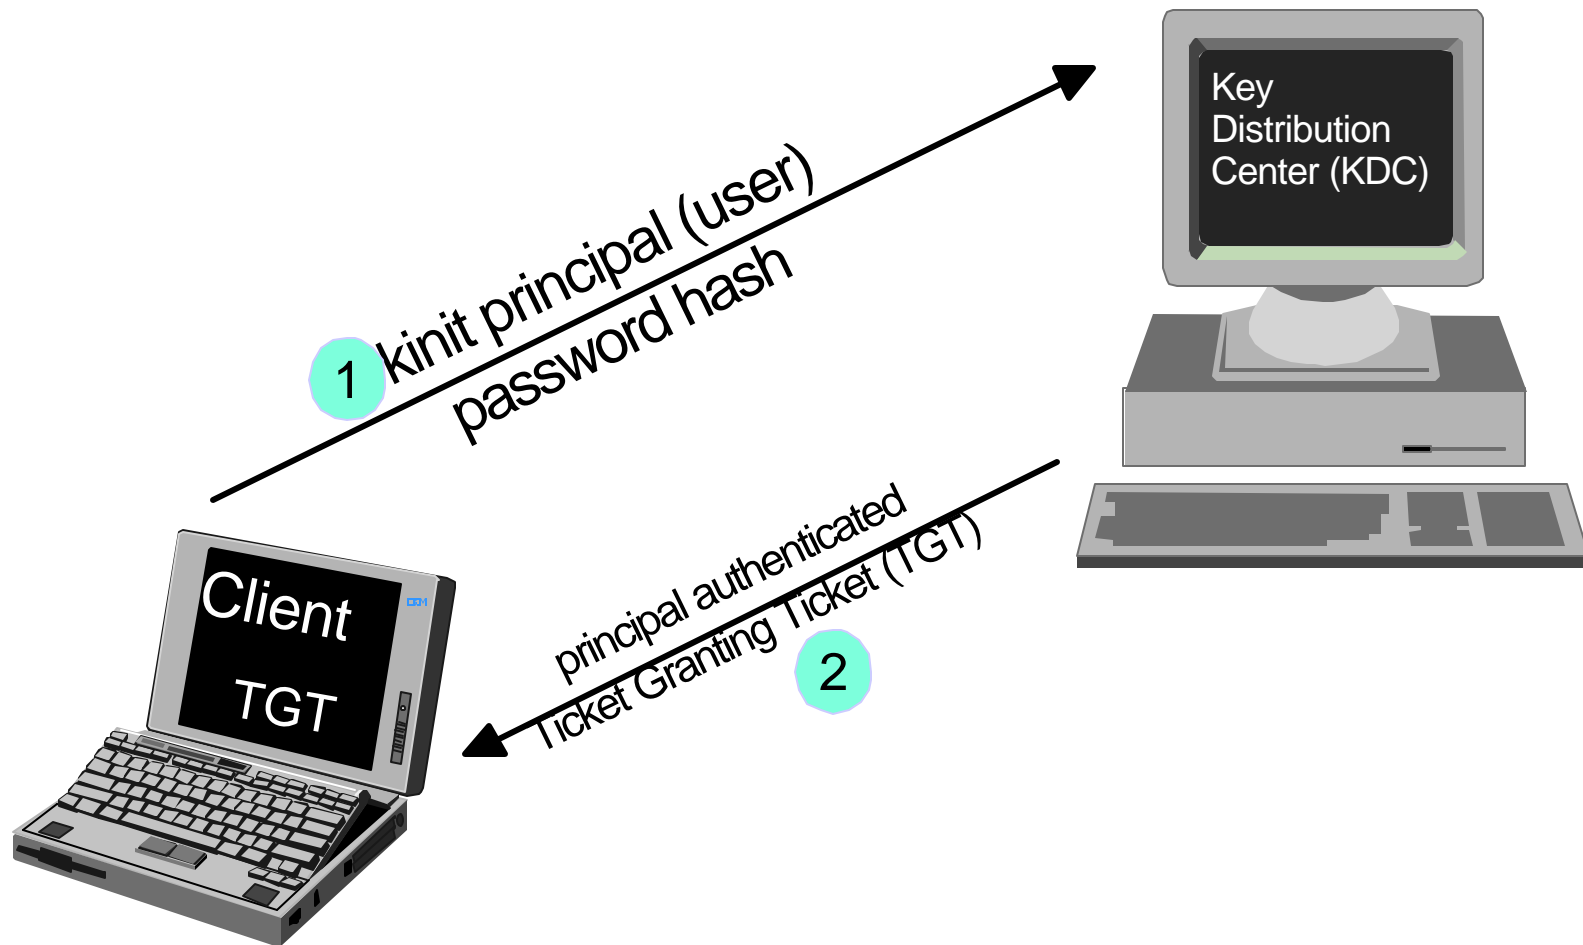 Key
Distribution
Center (KDC)
kinit principal (user)
password hash
1
principal authenticated
Ticket Granting Ticket (TGT)
2
Client
TGT
IBM